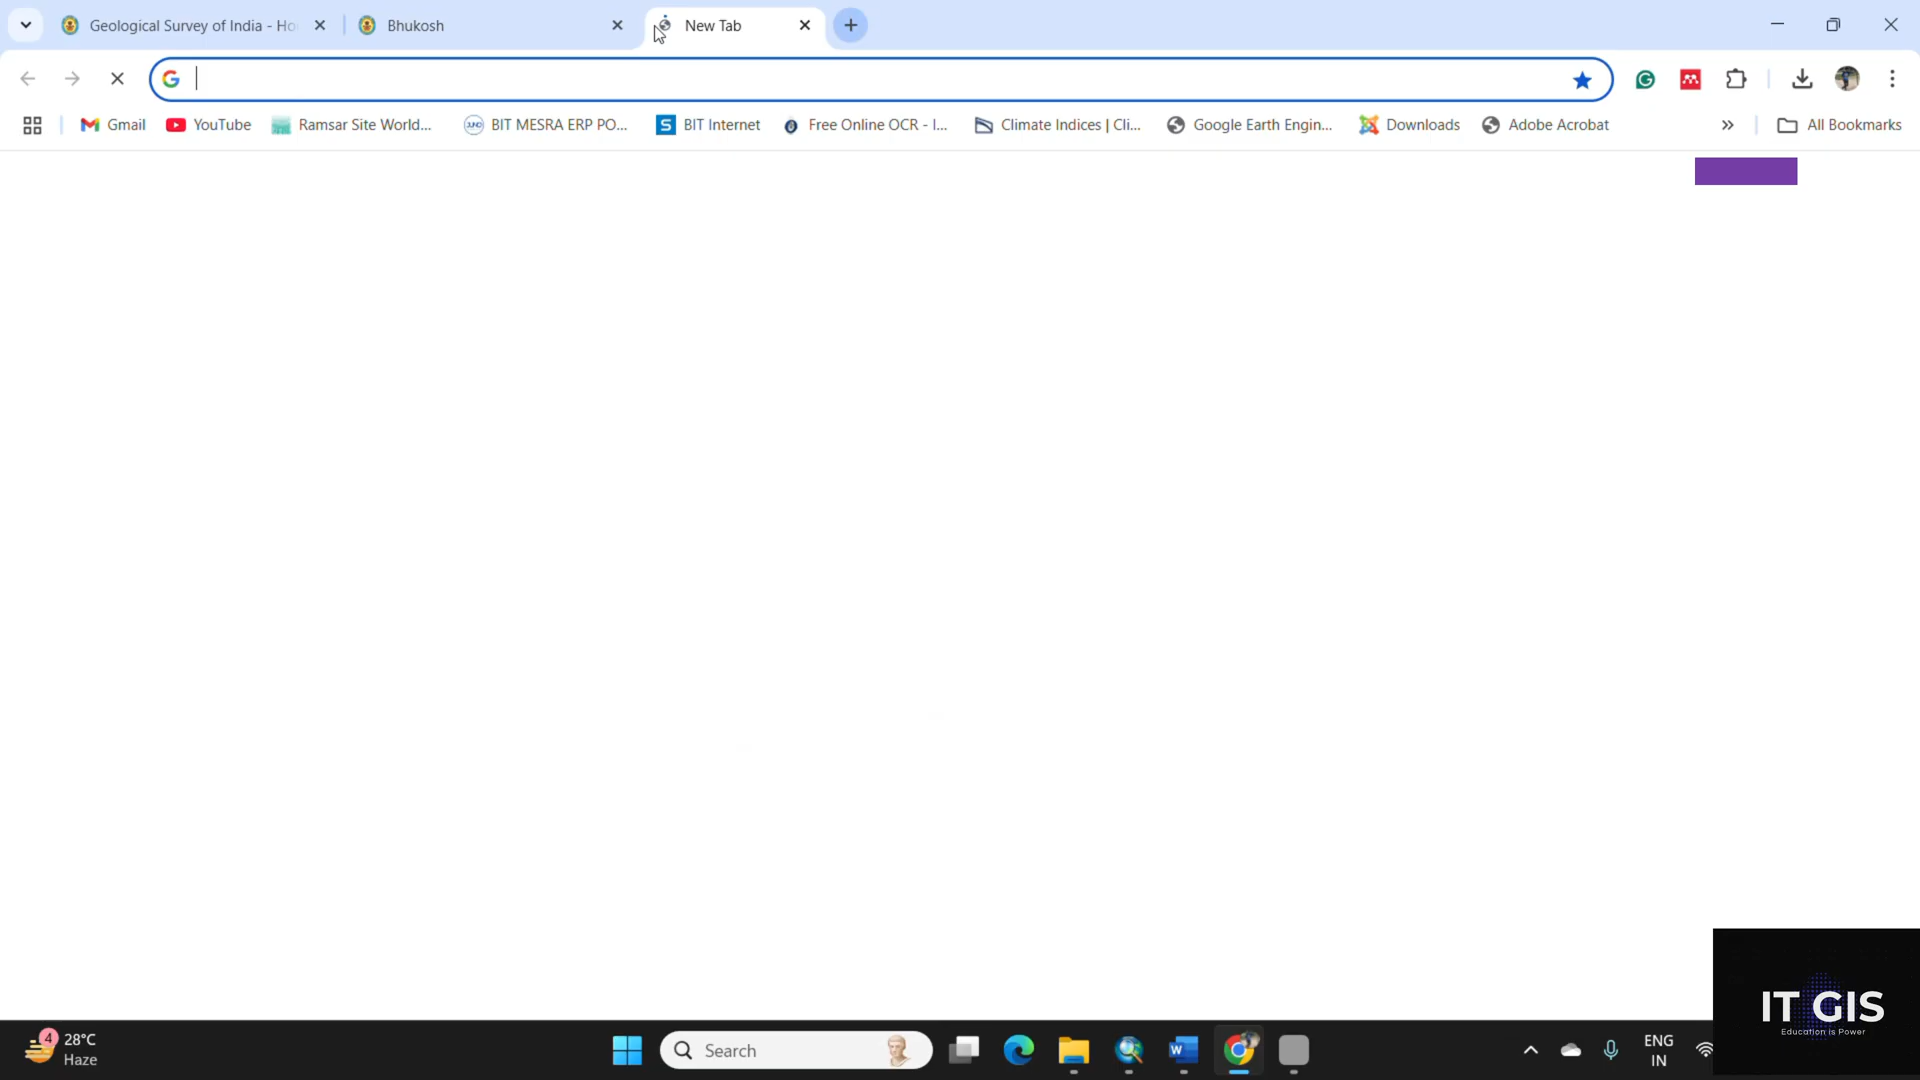 Geological Survey of India - Ho
Bhukosh
New Tab
Gmail
YouTube
Ramsar Site World...
BIT MESRA ERP PO...
BIT Internet
Free Online OCR - I...
Climate Indices | Cli...
Google Earth Engin...
Downloads
Adobe Acrobat
All Bookmarks
IT GIS
Education is Power
4
28°C
Haze
Search
ENG
IN